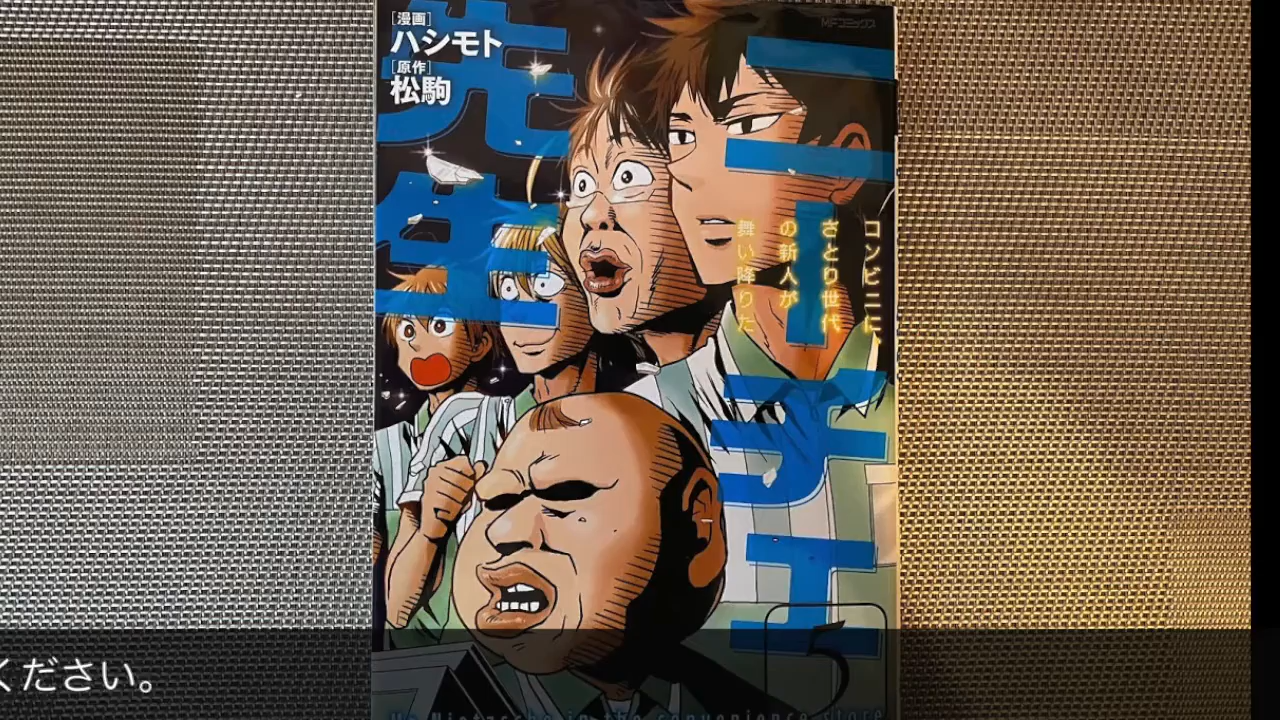 [漫画]
ハシモト
[原作]
松駒
MFコミックス
ニーチェ
先生
コンビニに、
さとり世代
の新人が
舞い降りた
5
ください。